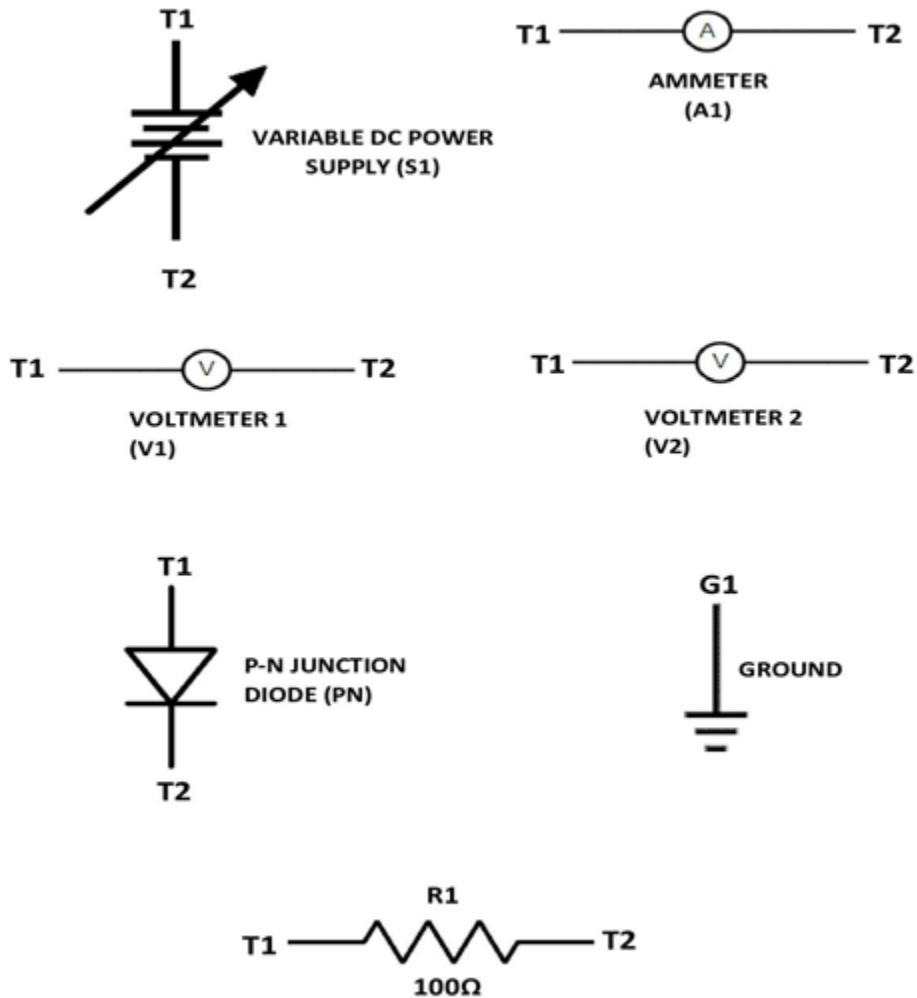 T1
VARIABLE DC POWER
SUPPLY (S1)
T2
T1 A T2
AMMETER
(A1)
T1 V T2
VOLTMETER 1
(V1)
T1 V T2
VOLTMETER 2
(V2)
T1
P-N JUNCTION
DIODE (PN)
T2
G1
GROUND
R1
T1 T2
100Ω